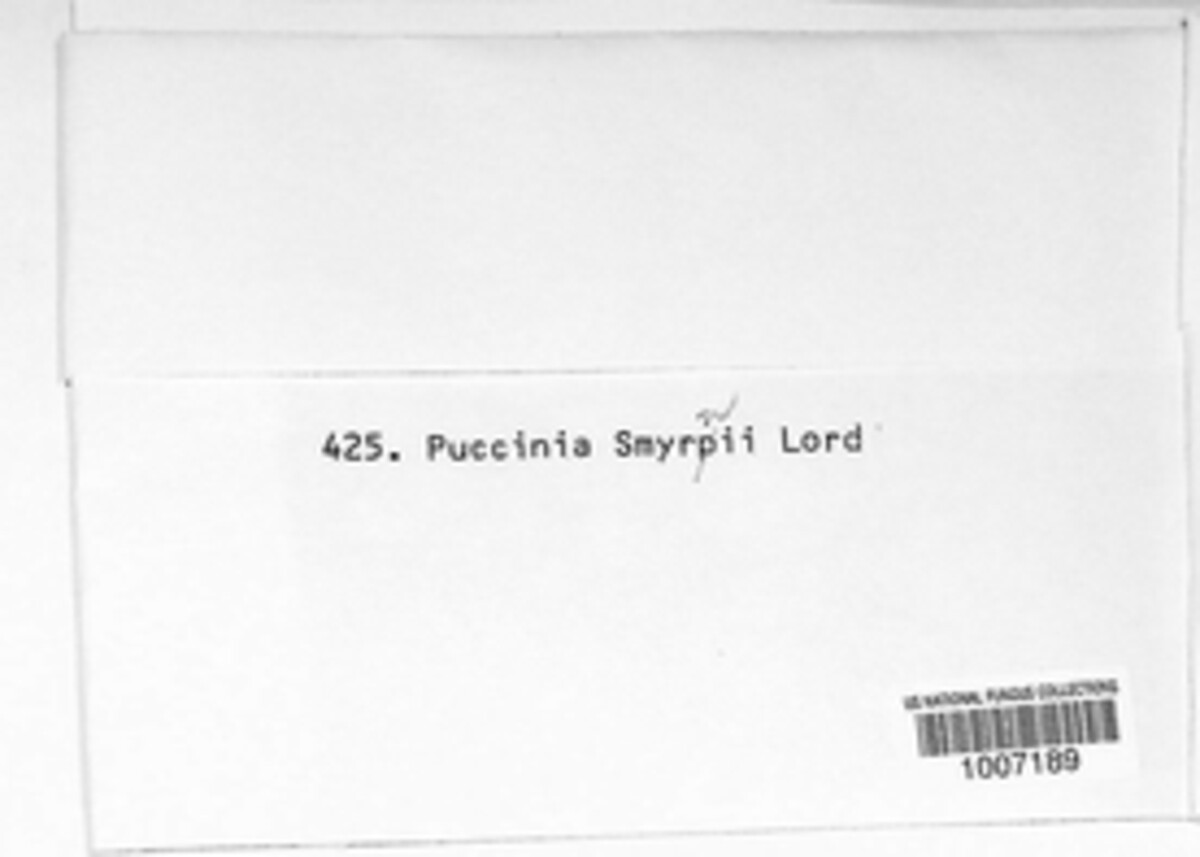 n
425. Puccinia Smyrpii Lord
US NATIONAL FUNGUS COLLECTIONS
1007189